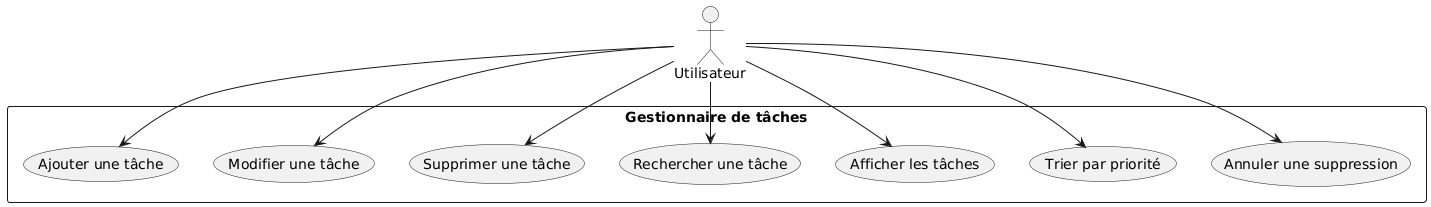 Utilisateur
Gestionnaire de tâches
Ajouter une tâche
Modifier une tâche
Supprimer une tâche
Rechercher une tâche
Afficher les tâches
Trier par priorité
Annuler une suppression